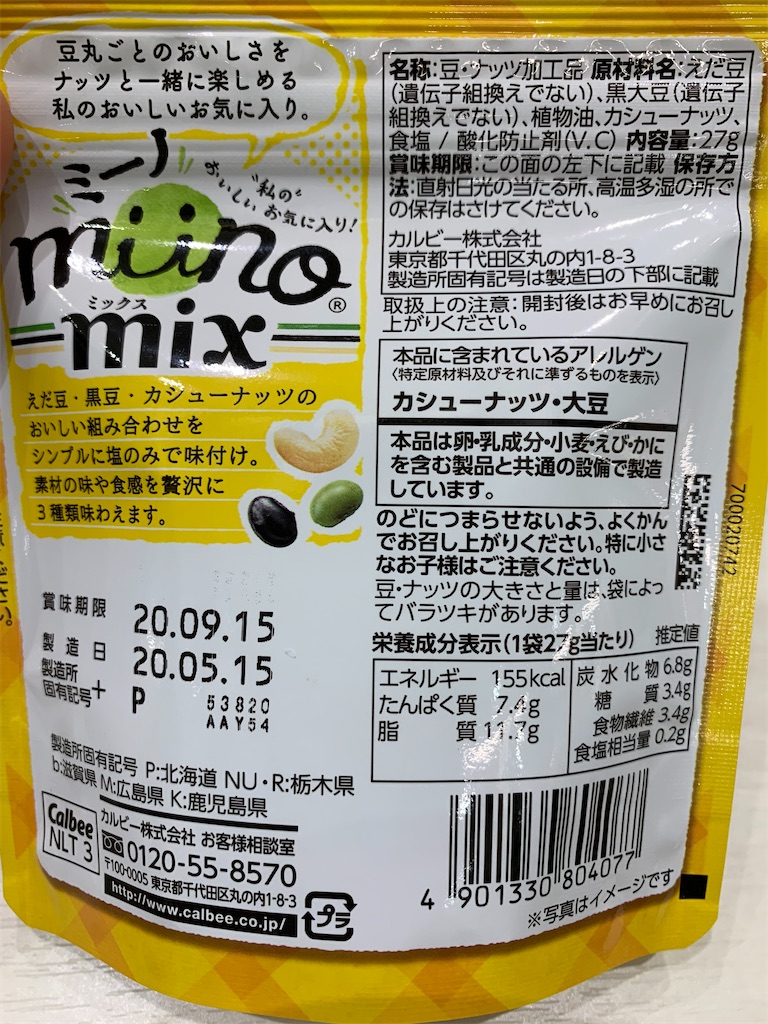 豆丸ごとのおいしさを
ナッツと一緒に楽しめる
私のおいしいお気に入り。
ミーノ
おいしい"私の"お気に入り!
miino®
ミックス
mix
えだ豆・黒豆・カシューナッツの
おいしい組み合わせを
シンプルに塩のみで味付け。
素材の味や食感を贅沢に
3種類味わえます。
賞味期限 20.09.15
製造日 20.05.15
製造所固有記号+ P 53820
AAY54
製造所固有記号 P:北海道 NU・R:栃木県
b:滋賀県 M:広島県 K:鹿児島県
Calbee
NLT 3
カルビー株式会社 お客様相談室
0120-55-8570
〒100-0005 東京都千代田区丸の内1-8-3
http://www.calbee.co.jp/
プラ
名称:豆・ナッツ加工品 原材料名:えだ豆
(遺伝子組換えでない)、黒大豆(遺伝子
組換えでない)、植物油、カシューナッツ、
食塩 / 酸化防止剤(V.C) 内容量:27g
賞味期限:この面の左下に記載 保存方
法:直射日光の当たる所、高温多湿の所で
の保存はさけてください。
カルビー株式会社
東京都千代田区丸の内1-8-3
製造所固有記号は製造日の下部に記載
取扱上の注意:開封後はお早めにお召し
上がりください。
本品に含まれているアレルゲン
〈特定原材料及びそれに準ずるものを表示〉
カシューナッツ・大豆
本品は卵・乳成分・小麦・えび・かに
を含む製品と共通の設備で製造
しています。
のどにつまらせないよう、よくかん
でお召し上がりください。特に小さ
なお子様はご注意ください。
豆・ナッツの大きさと量は、袋によっ
てバラツキがあります。
700020742
栄養成分表示(1袋27g当たり) 推定値
エネルギー 155kcal
たんぱく質 7.4g
脂質 11.7g
炭水化物 6.8g
糖質 3.4g
食物繊維 3.4g
食塩相当量 0.2g
4 901330 804077
※写真はイメージです